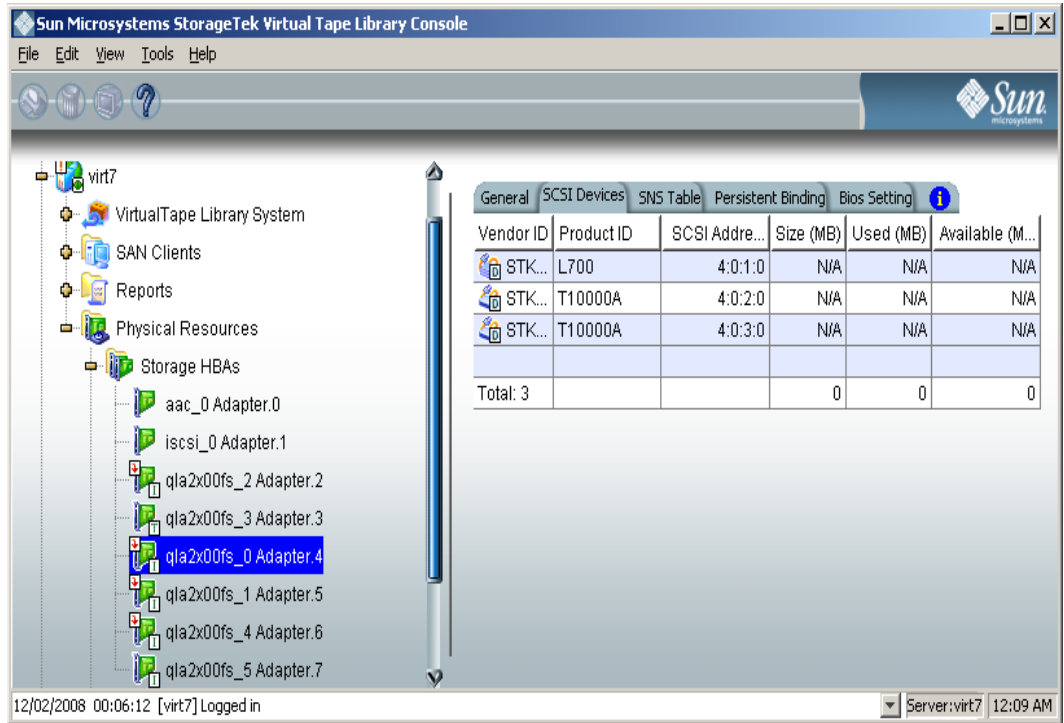 Sun Microsystems StorageTek Virtual Tape Library Console
File Edit View Tools Help
Sun
microsystems
virt7
VirtualTape Library System
SAN Clients
Reports
Physical Resources
Storage HBAs
aac_0 Adapter.0
iscsi_0 Adapter.1
qla2x00fs_2 Adapter.2
qla2x00fs_3 Adapter.3
qla2x00fs_0 Adapter.4
qla2x00fs_1 Adapter.5
qla2x00fs_4 Adapter.6
qla2x00fs_5 Adapter.7
General SCSI Devices SNS Table Persistent Binding Bios Setting
Vendor ID Product ID SCSI Addre... Size (MB) Used (MB) Available (M...
STK... L700 4:0:1:0 N/A N/A N/A
STK... T10000A 4:0:2:0 N/A N/A N/A
STK... T10000A 4:0:3:0 N/A N/A N/A
Total: 3 0 0 0
12/02/2008 00:06:12 [virt7] Logged in Server:virt7 12:09 AM